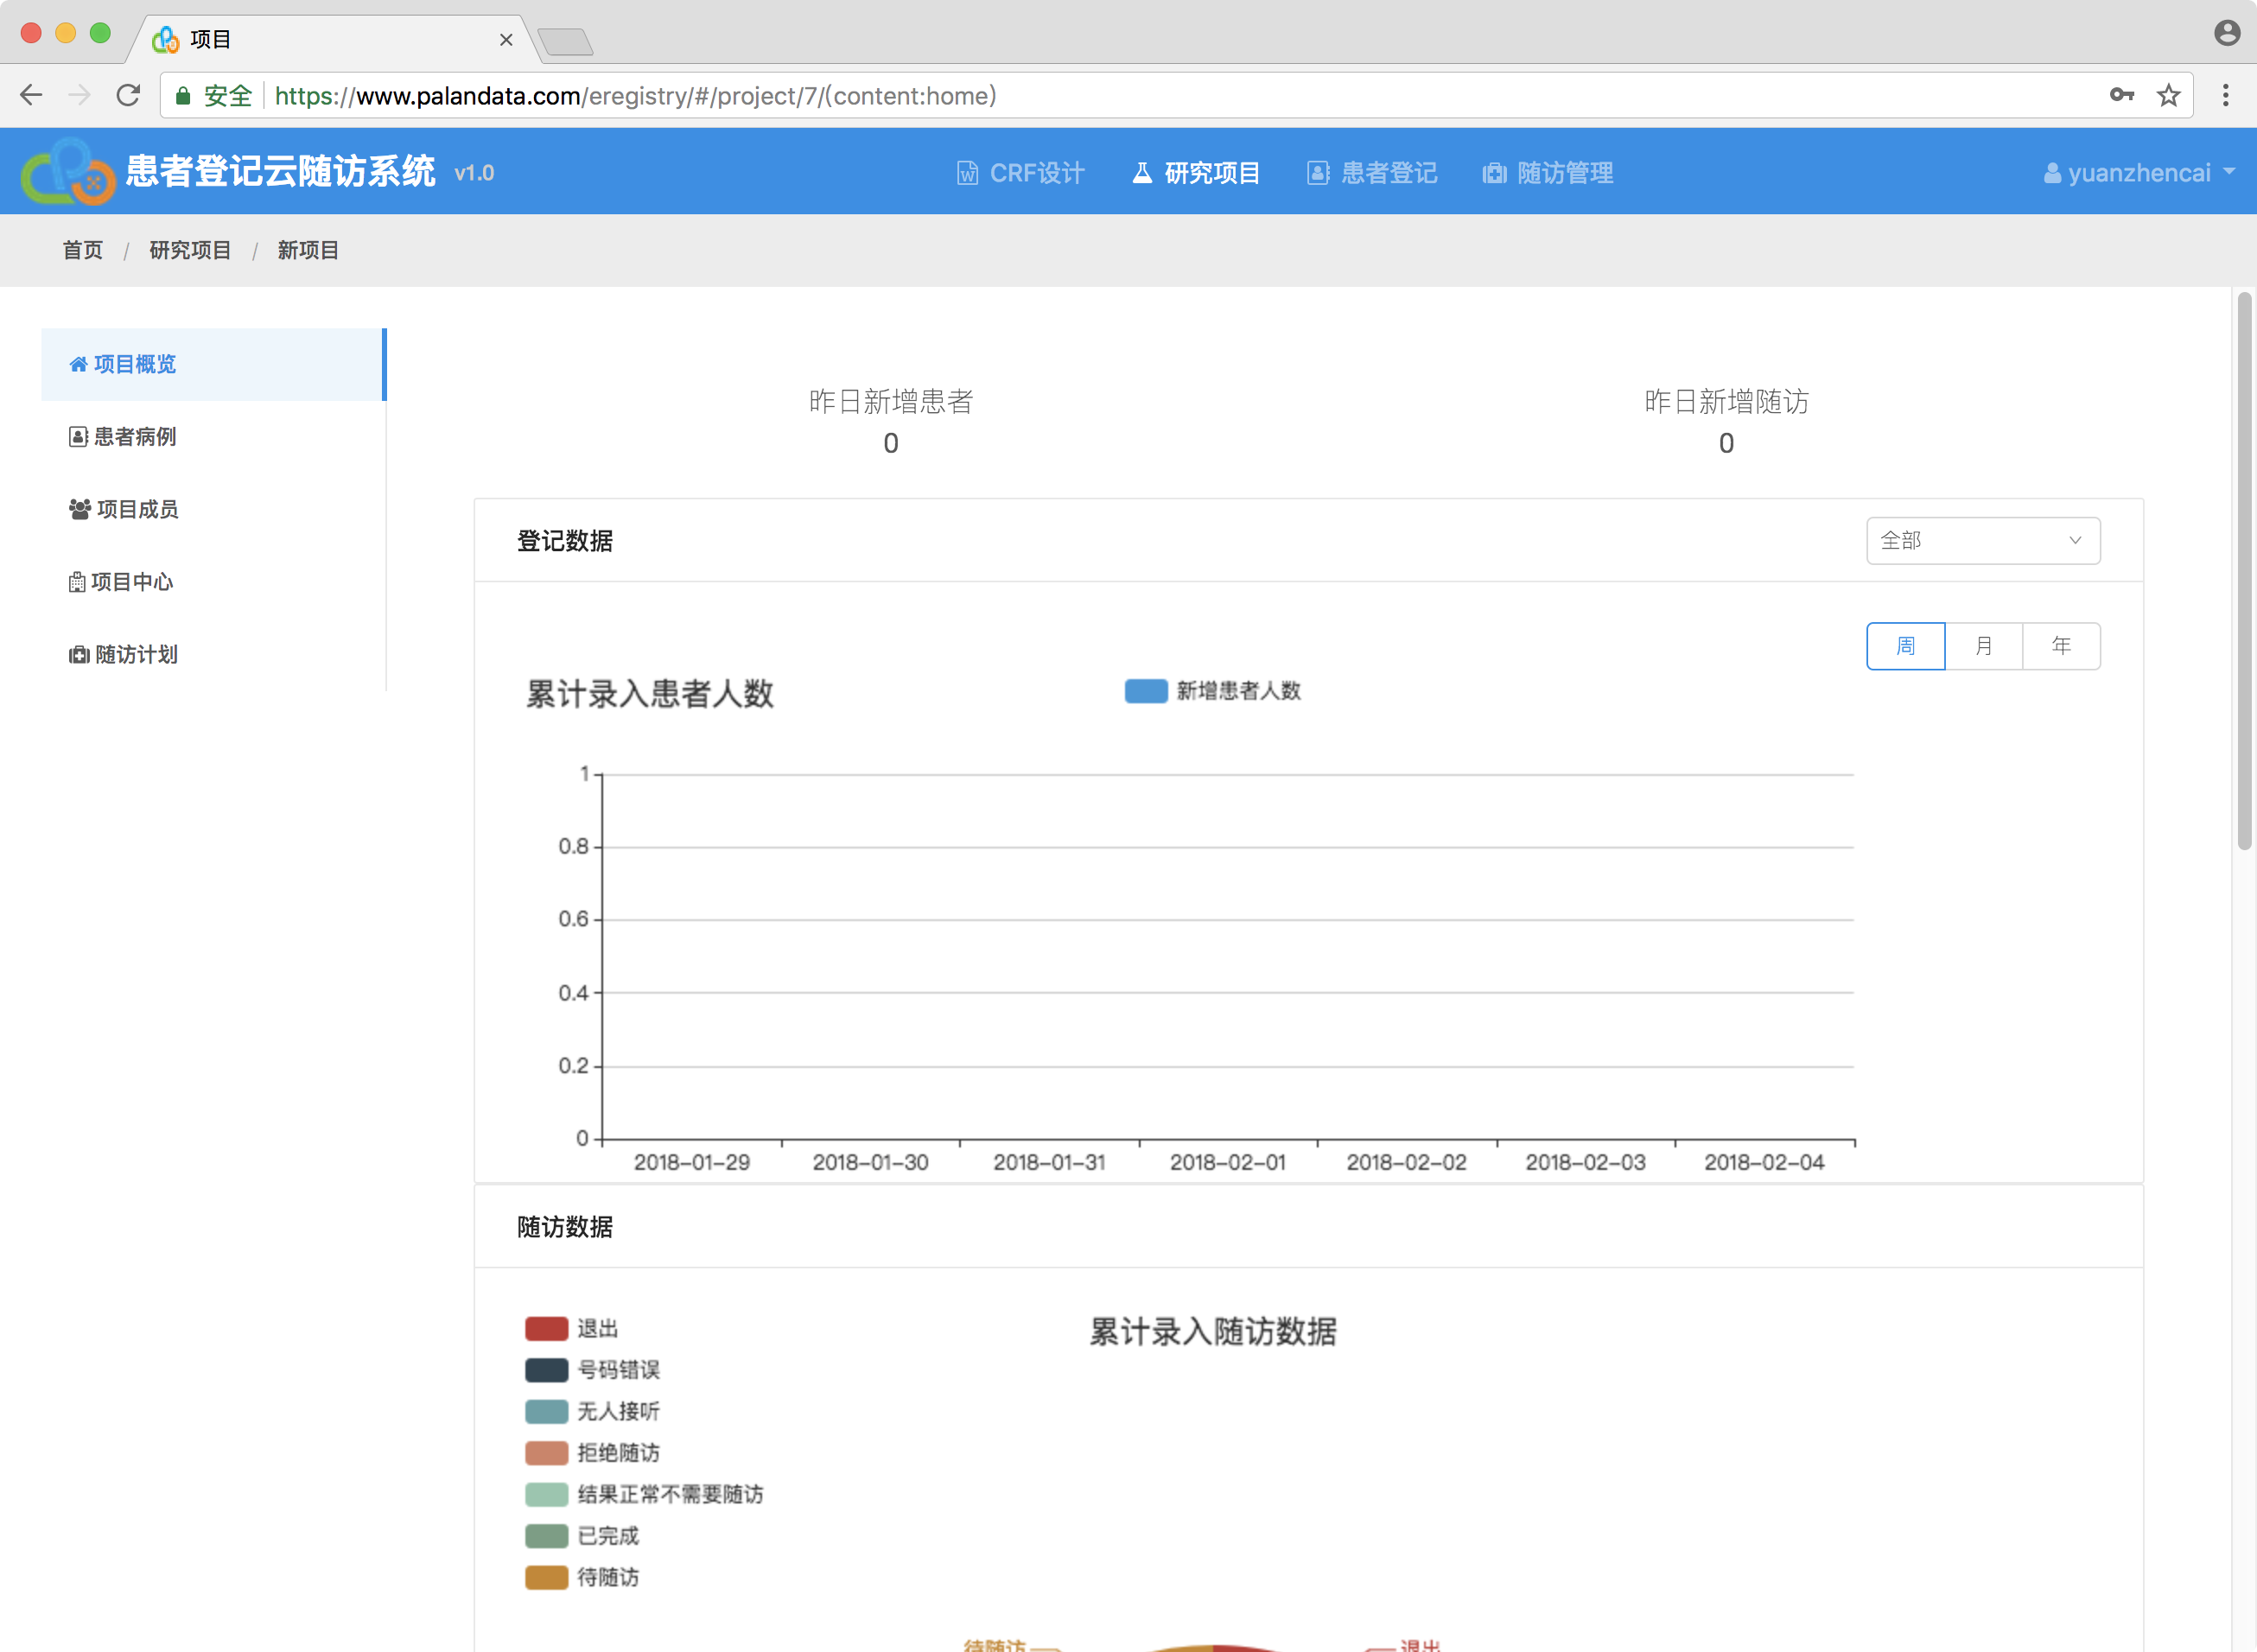 项目
安全 https://www.palandata.com/eregistry/#/project/7/(content:home)
患者登记云随访系统 v1.0 CRF设计 研究项目 患者登记 随访管理 yuanzhencai
首页 / 研究项目 / 新项目
项目概览
患者病例
项目成员
项目中心
随访计划
昨日新增患者 昨日新增随访
0 0
登记数据 全部
周 月 年
累计录入患者人数 新增患者人数
1
0.8
0.6
0.4
0.2
0
2018-01-29 2018-01-30 2018-01-31 2018-02-01 2018-02-02 2018-02-03 2018-02-04
随访数据
累计录入随访数据
退出
号码错误
无人接听
拒绝随访
结果正常不需要随访
已完成
待随访
待随访 退出